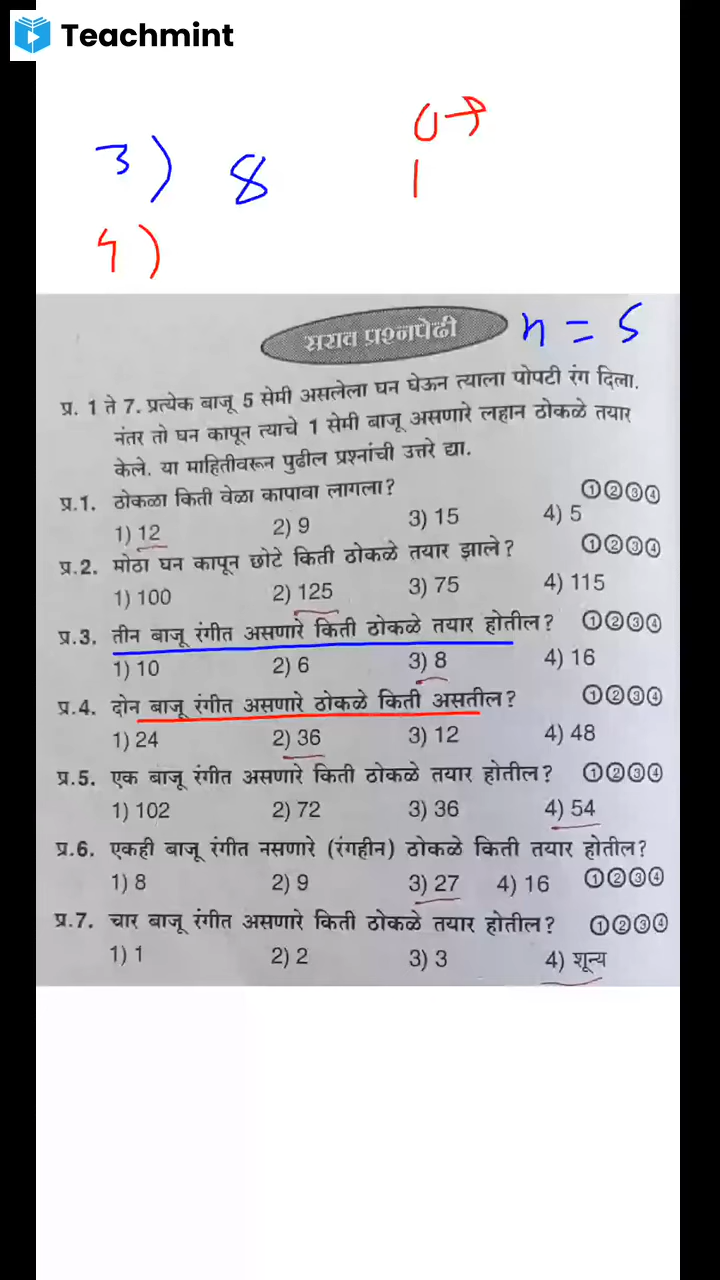 Teachmint
3) 8
0→
1
4)
सराव प्रश्नपेढी
n = 5
प्र. 1 ते 7. प्रत्येक बाजू 5 सेमी असलेला घन घेऊन त्याला पोपटी रंग दिला.
नंतर तो घन कापून त्याचे 1 सेमी बाजू असणारे लहान ठोकळे तयार
केले. या माहितीवरून पुढील प्रश्नांची उत्तरे द्या.
प्र.1. ठोकळा किती वेळा कापावा लागला? ①②③④
1) 12 2) 9 3) 15 4) 5
प्र.2. मोठा घन कापून छोटे किती ठोकळे तयार झाले? ①②③④
1) 100 2) 125 3) 75 4) 115
प्र.3. तीन बाजू रंगीत असणारे किती ठोकळे तयार होतील? ①②③④
1) 10 2) 6 3) 8 4) 16
प्र.4. दोन बाजू रंगीत असणारे ठोकळे किती असतील? ①②③④
1) 24 2) 36 3) 12 4) 48
प्र.5. एक बाजू रंगीत असणारे किती ठोकळे तयार होतील? ①②③④
1) 102 2) 72 3) 36 4) 54
प्र.6. एकही बाजू रंगीत नसणारे (रंगहीन) ठोकळे किती तयार होतील?
1) 8 2) 9 3) 27 4) 16 ①②③④
प्र.7. चार बाजू रंगीत असणारे किती ठोकळे तयार होतील? ①②③④
1) 1 2) 2 3) 3 4) शून्य